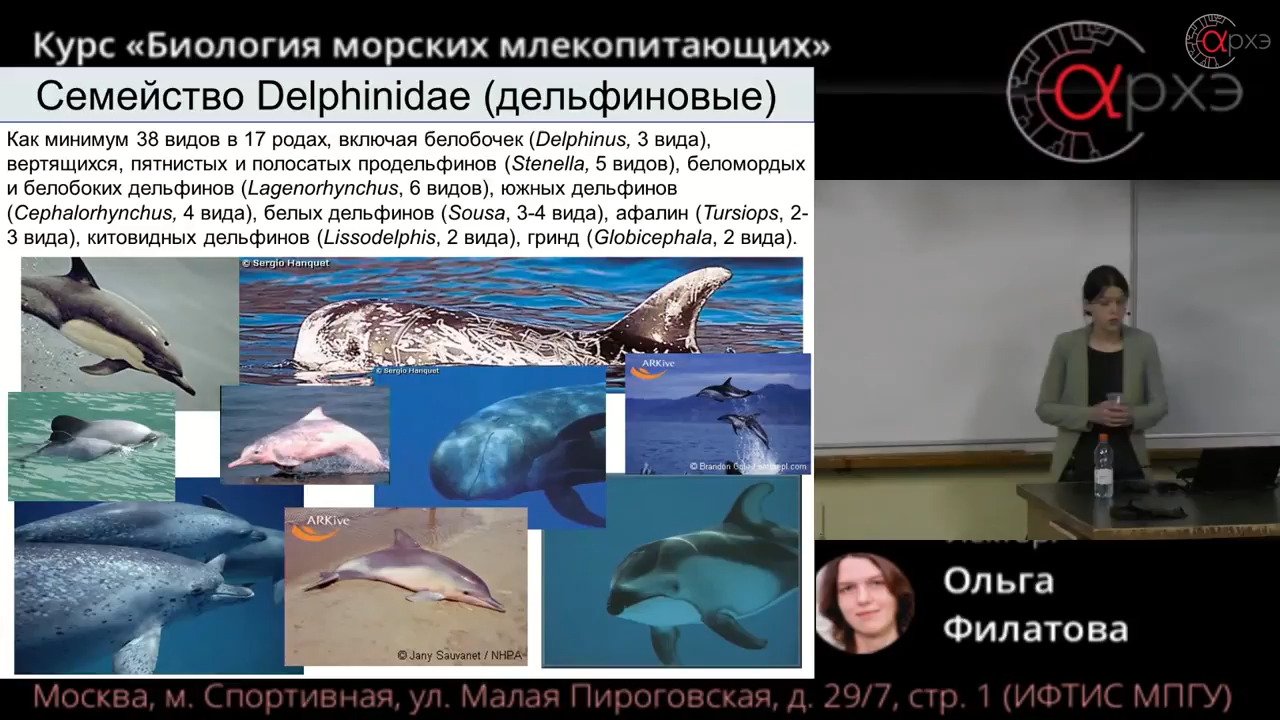 Курс «Биология морских млекопитающих»
αрхэ
αрхэ
Семейство Delphinidae (дельфиновые)
Как минимум 38 видов в 17 родах, включая белобочек (Delphinus, 3 вида),
вертящихся, пятнистых и полосатых продельфинов (Stenella, 5 видов), беломордых
и белобоких дельфинов (Lagenorhynchus, 6 видов), южных дельфинов
(Cephalorhynchus, 4 вида), белых дельфинов (Sousa, 3-4 вида), афалин (Tursiops, 2-
3 вида), китовидных дельфинов (Lissodelphis, 2 вида), гринд (Globicephala, 2 вида).
© Sergio Hanquet
© Sergio Hanquet
ARKive
© Brandon
ARKive
© Jany Sauvanet / NHPA
Ольга
Филатова
Москва, м. Спортивная, ул. Малая Пироговская, д. 29/7, стр. 1 (ИФТИС МПГУ)